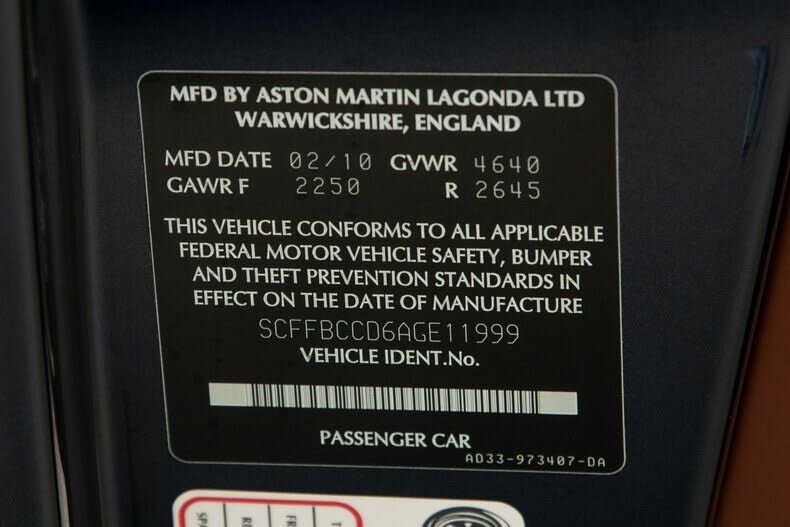 MFD BY ASTON MARTIN LAGONDA LTD
WARWICKSHIRE, ENGLAND
MFD DATE 02/10 GVWR 4640
GAWR F 2250 R 2645
THIS VEHICLE CONFORMS TO ALL APPLICABLE
FEDERAL MOTOR VEHICLE SAFETY, BUMPER
AND THEFT PREVENTION STANDARDS IN
EFFECT ON THE DATE OF MANUFACTURE
SCFFBCCD6AGE11999
VEHICLE IDENT.No.
PASSENGER CAR
AD33-973407-DA